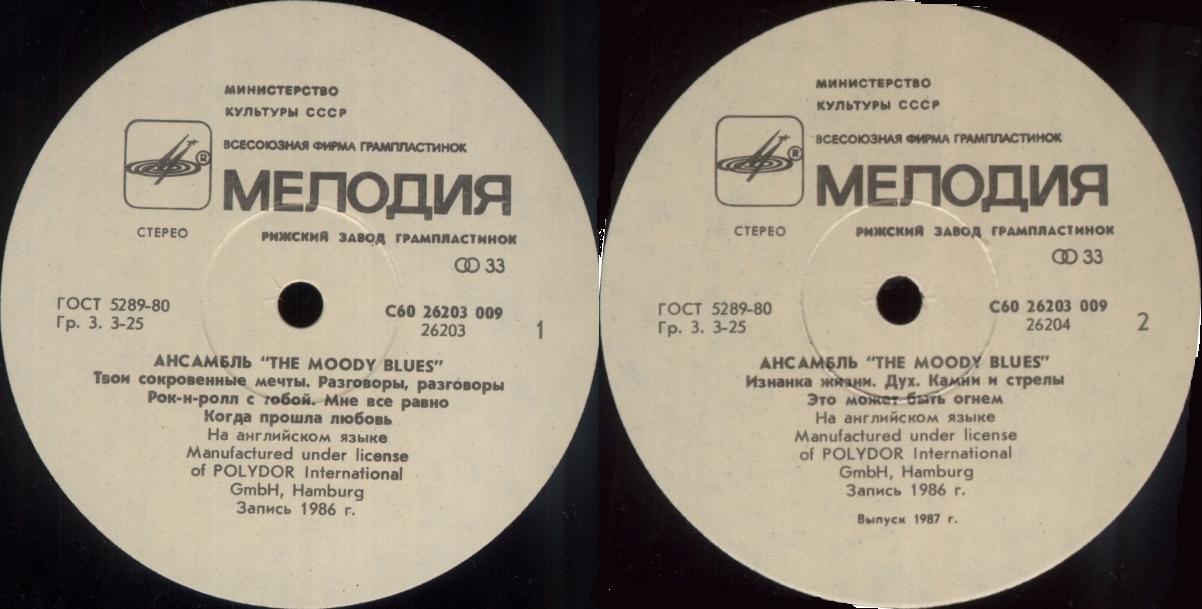 МИНИСТЕРСТВО
КУЛЬТУРЫ СССР
ВСЕСОЮЗНАЯ ФИРМА ГРАМПЛАСТИНОК
®
МЕЛОДИЯ
СТЕРЕО
РИЖСКИЙ ЗАВОД ГРАМПЛАСТИНОК
33
ГОСТ 5289-80
Гр. 3. 3-25
С60 26203 009
26203
1
АНСАМБЛЬ "THE MOODY BLUES"
Твои сокровенные мечты. Разговоры, разговоры
Рок-н-ролл с тобой. Мне все равно
Когда прошла любовь
На английском языке
Manufactured under license
of POLYDOR International
GmbH, Hamburg
Запись 1986 г.
МИНИСТЕРСТВО
КУЛЬТУРЫ СССР
ВСЕСОЮЗНАЯ ФИРМА ГРАМПЛАСТИНОК
®
МЕЛОДИЯ
СТЕРЕО
РИЖСКИЙ ЗАВОД ГРАМПЛАСТИНОК
33
ГОСТ 5289-80
Гр. 3. 3-25
С60 26203 009
26204
2
АНСАМБЛЬ "THE MOODY BLUES"
Изнанка жизни. Дух. Камни и стрелы
Это может быть огнем
На английском языке
Manufactured under license
of POLYDOR International
GmbH, Hamburg
Запись 1986 г.
Выпуск 1987 г.